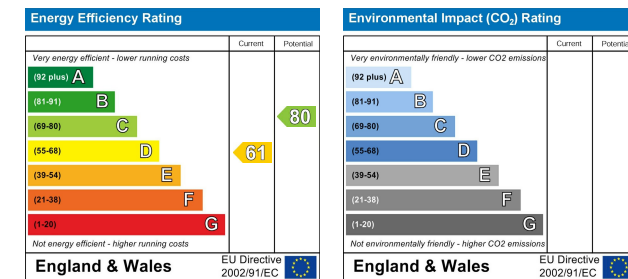 Energy Efficiency Rating
Current Potential
Very energy efficient - lower running costs
(92 plus) A
(81-91) B
(69-80) C
80
(55-68) D
61
(39-54) E
(21-38) F
(1-20) G
Not energy efficient - higher running costs
England & Wales
EU Directive
2002/91/EC
Environmental Impact (CO2) Rating
Current Potential
Very environmentally friendly - lower CO2 emissions
(92 plus) A
(81-91) B
(69-80) C
(55-68) D
(39-54) E
(21-38) F
(1-20) G
Not environmentally friendly - higher CO2 emissions
England & Wales
EU Directive
2002/91/EC